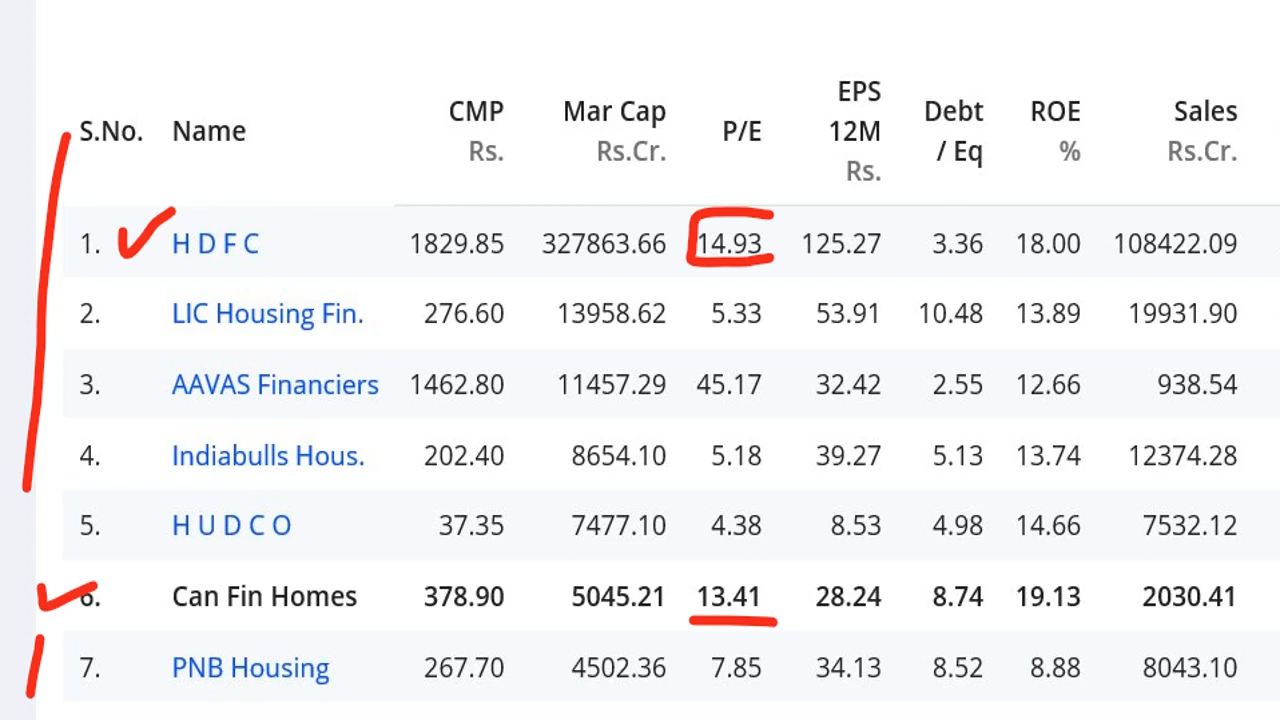 S.No. Name CMP Rs. Mar Cap Rs.Cr. P/E EPS 12M Rs. Debt / Eq ROE % Sales Rs.Cr.
1. H D F C 1829.85 327863.66 14.93 125.27 3.36 18.00 108422.09
2. LIC Housing Fin. 276.60 13958.62 5.33 53.91 10.48 13.89 19931.90
3. AAVAS Financiers 1462.80 11457.29 45.17 32.42 2.55 12.66 938.54
4. Indiabulls Hous. 202.40 8654.10 5.18 39.27 5.13 13.74 12374.28
5. H U D C O 37.35 7477.10 4.38 8.53 4.98 14.66 7532.12
6. Can Fin Homes 378.90 5045.21 13.41 28.24 8.74 19.13 2030.41
7. PNB Housing 267.70 4502.36 7.85 34.13 8.52 8.88 8043.10